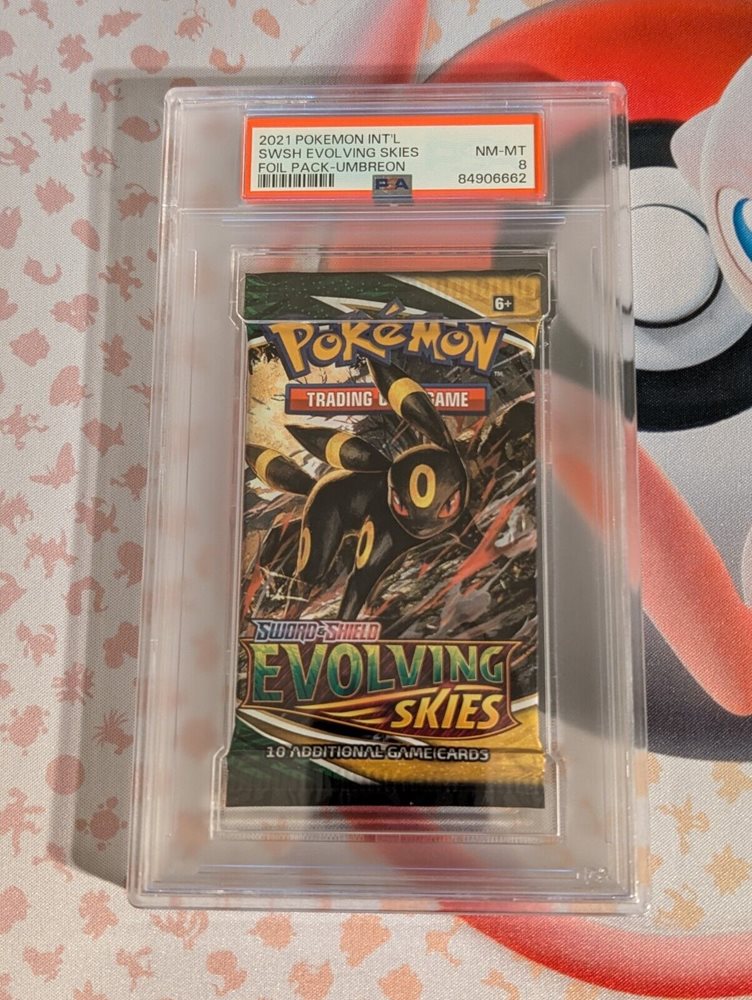 2021 POKEMON INT'L
SWSH EVOLVING SKIES NM-MT
FOIL PACK-UMBREON 8
84906662
PSA
6+
POKéMON
TM
TRADING GAME
SWORD & SHIELD
EVOLVING
SKIES
10 ADDITIONAL GAME CARDS